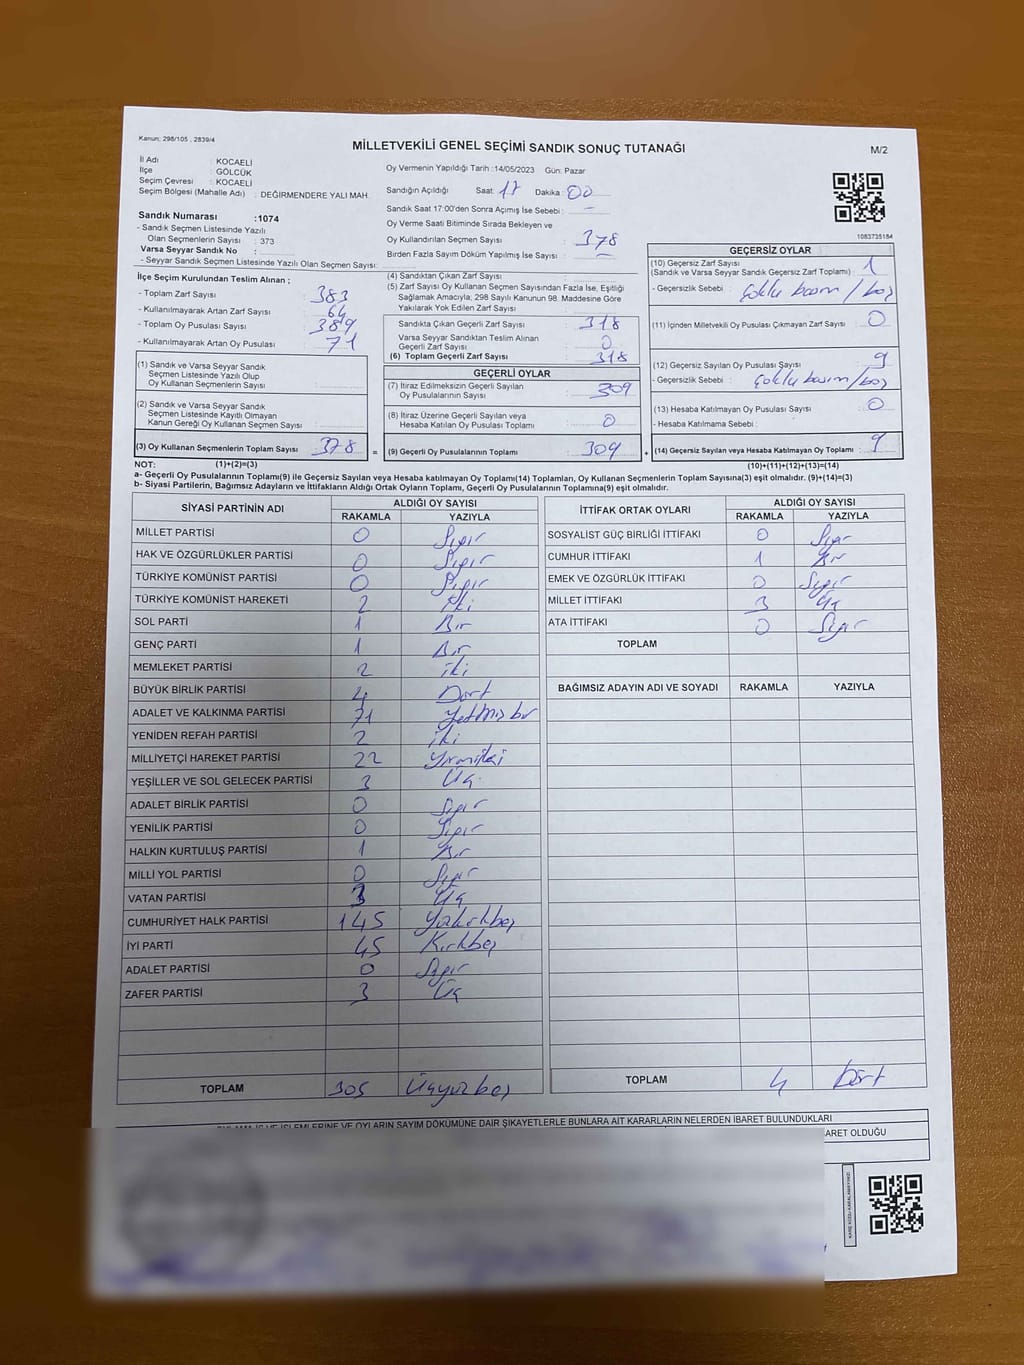 Kanun; 298/105 , 2839/4
MİLLETVEKİLİ GENEL SEÇİMİ SANDIK SONUÇ TUTANAĞI
M/2
İl Adı : KOCAELİ
İlçe : GÖLCÜK
Seçim Çevresi : KOCAELİ
Seçim Bölgesi (Mahalle Adı) : DEĞİRMENDERE YALI MAH.
Sandık Numarası :1074
- Sandık Seçmen Listesinde Yazılı
Olan Seçmenlerin Sayısı : 373
Varsa Seyyar Sandık No :
- Seyyar Sandık Seçmen Listesinde Yazılı Olan Seçmen Sayısı:
Oy Vermenin Yapıldığı Tarih :14/05/2023 Gün: Pazar
Sandığın Açıldığı Saat: 17 Dakika: 00
Sandık Saat 17:00'den Sonra Açımış İse Sebebi : -
Oy Verme Saati Bitiminde Sırada Bekleyen ve
Oy Kullandırılan Seçmen Sayısı : 378
Birden Fazla Sayım Döküm Yapılmış İse Sayısı : -
1083735154
İlçe Seçim Kurulundan Teslim Alınan ;
- Toplam Zarf Sayısı : 383
- Kullanılmayarak Artan Zarf Sayısı : 64
- Toplam Oy Pusulası Sayısı : 389
- Kullanılmayarak Artan Oy Pusulası : 71
(1) Sandık ve Varsa Seyyar Sandık
Seçmen Listesinde Yazılı Olup
Oy Kullanan Seçmenlerin Sayısı :
(2) Sandık ve Varsa Seyyar Sandık
Seçmen Listesinde Kayıtlı Olmayan
Kanun Gereği Oy Kullanan Seçmen Sayısı :
(3) Oy Kullanan Seçmenlerin Toplam Sayısı : 378 =
(4) Sandıktan Çıkan Zarf Sayısı :
(5) Zarf Sayısı Oy Kullanan Seçmen Sayısından Fazla İse, Eşitliği
Sağlamak Amacıyla; 298 Sayılı Kanunun 98. Maddesine Göre
Yakılarak Yok Edilen Zarf Sayısı :
Sandıkta Çıkan Geçerli Zarf Sayısı : 318
Varsa Seyyar Sandıktan Teslim Alınan
Geçerli Zarf Sayısı : 0
(6) Toplam Geçerli Zarf Sayısı : 318
GEÇERLİ OYLAR
(7) İtiraz Edilmeksizin Geçerli Sayılan
Oy Pusulalarının Sayısı : 309
(8) İtiraz Üzerine Geçerli Sayılan veya
Hesaba Katılan Oy Pusulası Toplamı : 0
(9) Geçerli Oy Pusulalarının Toplamı : 309 +
GEÇERSİZ OYLAR
(10) Geçersiz Zarf Sayısı
(Sandık ve Varsa Seyyar Sandık Geçersiz Zarf Toplamı) : 1
- Geçersizlik Sebebi : Çoklu basım / boş
(11) İçinden Milletvekili Oy Pusulası Çıkmayan Zarf Sayısı : 0
(12) Geçersiz Sayılan Oy Pusulası Sayısı : 9
- Geçersizlik Sebebi : Çoklu basım / boş
(13) Hesaba Katılmayan Oy Pusulası Sayısı : 0
- Hesaba Katılmama Sebebi :
(14) Geçersiz Sayılan veya Hesaba Katılmayan Oy Toplamı : 9
NOT: (1)+(2)=(3) (10)+(11)+(12)+(13)=(14)
a- Geçerli Oy Pusulaları Toplamı(9) ile Geçersiz Sayılan veya Hesaba katılmayan Oy Toplamı(14) Toplamları, Oy Kullanan Seçmenlerin Toplam Sayısına(3) eşit olmalıdır. (9)+(14)=(3)
b- Siyasi Partilerin, Bağımsız Adayların ve İttifakların Aldığı Ortak Oyların Toplamı, Geçerli Oy Pusulalarının Toplamına(9) eşit olmalıdır.
SİYASİ PARTİNİN ADI ALDIĞI OY SAYISI
RAKAMLA YAZIYLA
MİLLET PARTİSİ 0 Sıfır
HAK VE ÖZGÜRLÜKLER PARTİSİ 0 Sıfır
TÜRKİYE KOMÜNİST PARTİSİ 0 Sıfır
TÜRKİYE KOMÜNİST HAREKETİ 2 İki
SOL PARTİ 1 Bir
GENÇ PARTİ 1 Bir
MEMLEKET PARTİSİ 2 iki
BÜYÜK BİRLİK PARTİSİ 4 Dört
ADALET VE KALKINMA PARTİSİ 71 Yetmiş bir
YENİDEN REFAH PARTİSİ 2 iki
MİLLİYETÇİ HAREKET PARTİSİ 22 Yirmiiki
YEŞİLLER VE SOL GELECEK PARTİSİ 3 Üç
ADALET BİRLİK PARTİSİ 0 Sıfır
YENİLİK PARTİSİ 0 Sıfır
HALKIN KURTULUŞ PARTİSİ 1 Bir
MİLLİ YOL PARTİSİ 0 Sıfır
VATAN PARTİSİ 3 Üç
CUMHURİYET HALK PARTİSİ 145 Yüzkırkbeş
İYİ PARTİ 45 Kırkbeş
ADALET PARTİSİ 0 Sıfır
ZAFER PARTİSİ 3 Üç
TOPLAM 305 Üçyüzbeş
İTTİFAK ORTAK OYLARI ALDIĞI OY SAYISI
RAKAMLA YAZIYLA
SOSYALİST GÜÇ BİRLİĞİ İTTİFAKI 0 Sıfır
CUMHUR İTTİFAKI 1 Bir
EMEK VE ÖZGÜRLÜK İTTİFAKI 0 Sıfır
MİLLET İTTİFAKI 3 Üç
ATA İTTİFAKI 0 Sıfır
TOPLAM
BAĞIMSIZ ADAYIN ADI VE SOYADI RAKAMLA YAZIYLA
TOPLAM 4 Dört
İŞLEMLERİNE VE OYLARIN SAYIM DÖKÜMÜNE DAİR ŞİKAYETLERLE BUNLARA AİT KARARLARIN NELERDEN İBARET BULUNDUKLARI
ARET OLDUĞU